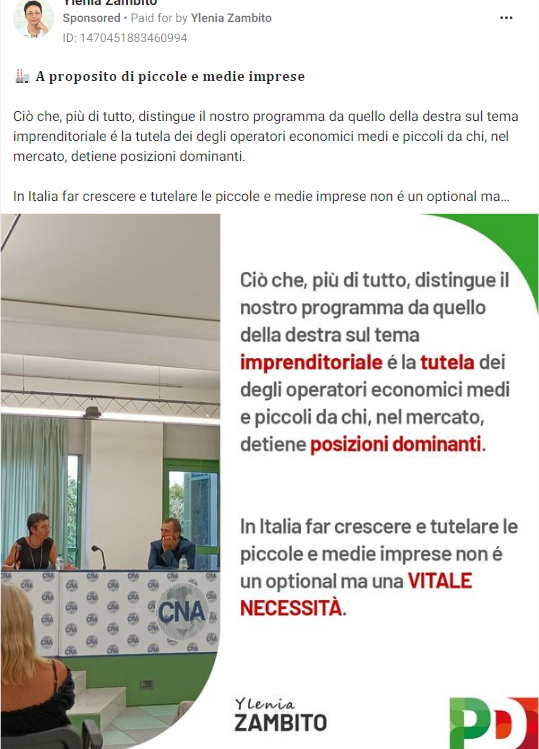 Ylenia Zambito
Sponsored • Paid for by Ylenia Zambito
ID: 1470451883460994
A proposito di piccole e medie imprese
Ciò che, più di tutto, distingue il nostro programma da quello della destra sul tema
imprenditoriale é la tutela dei degli operatori economici medi e piccoli da chi, nel
mercato, detiene posizioni dominanti.
In Italia far crescere e tutelare le piccole e medie imprese non é un optional ma...
Ciò che, più di tutto, distingue il
nostro programma da quello
della destra sul tema
imprenditoriale é la tutela dei
degli operatori economici medi
e piccoli da chi, nel mercato,
detiene posizioni dominanti.
In Italia far crescere e tutelare le
piccole e medie imprese non é
un optional ma una VITALE
NECESSITÀ.
CNA
Ylenia
ZAMBITO
PD